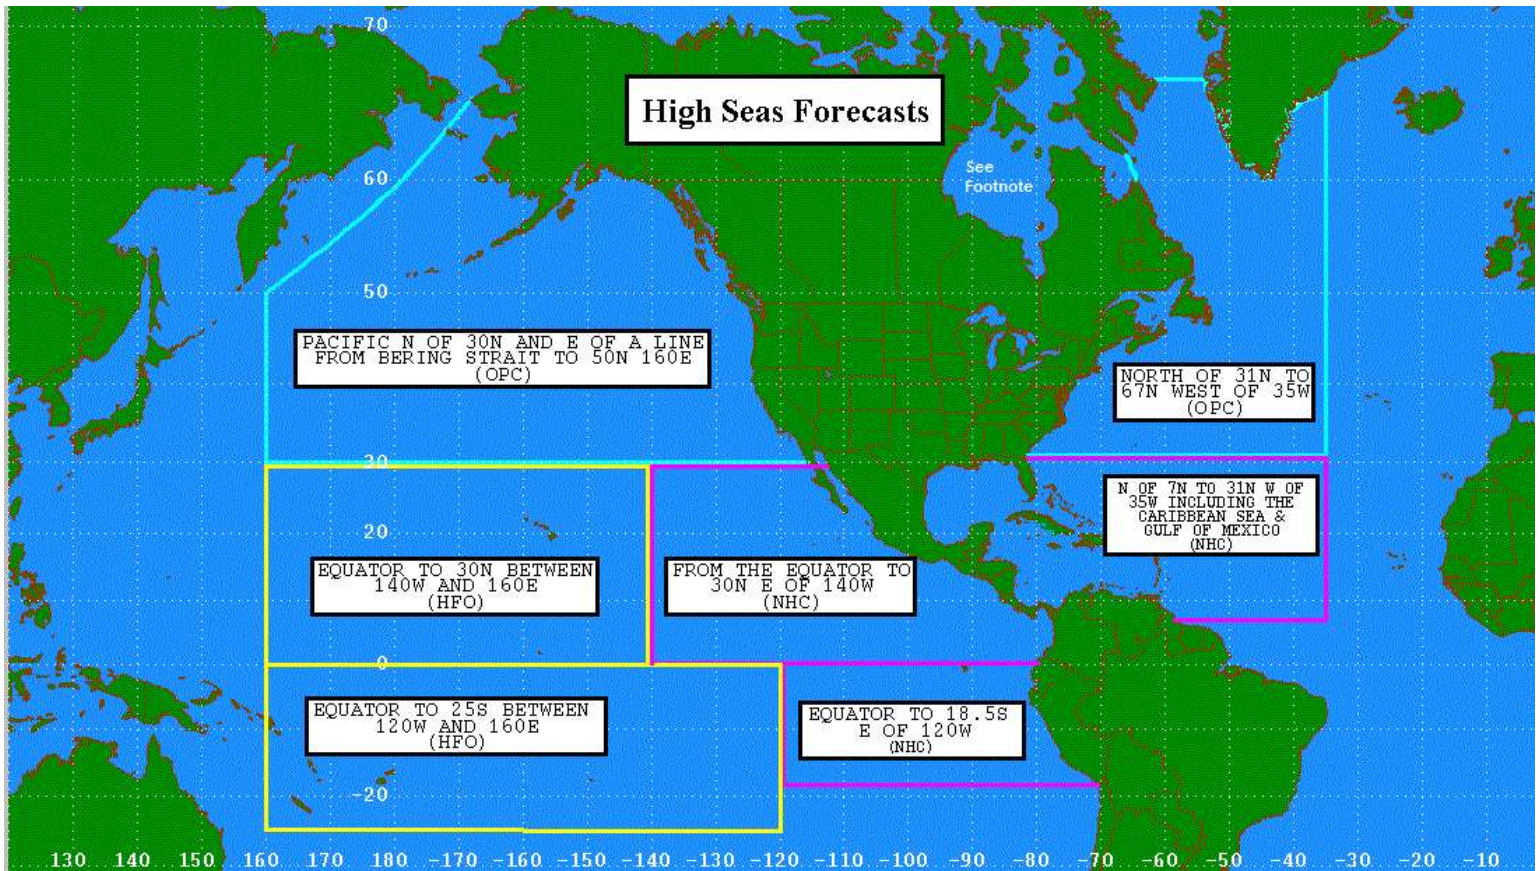 70
High Seas Forecasts
See
Footnote
60
50
PACIFIC N OF 30N AND E OF A LINE
FROM BERING STRAIT TO 50N 160E
(OPC)
NORTH OF 31N TO
67N WEST OF 35W
(OPC)
30
N OF 7N TO 31N W OF
35W INCLUDING THE
CARIBBEAN SEA &
GULF OF MEXICO
(NHC)
20
EQUATOR TO 30N BETWEEN
140W AND 160E
(HFO)
FROM THE EQUATOR TO
30N E OF 140W
(NHC)
0
EQUATOR TO 25S BETWEEN
120W AND 160E
(HFO)
EQUATOR TO 18.5S
E OF 120W
(NHC)
-20
130 140 150 160 170 180 -170 -160 -150 -140 -130 -120 -110 -100 -90 -80 -70 -60 -50 -40 -30 -20 -10